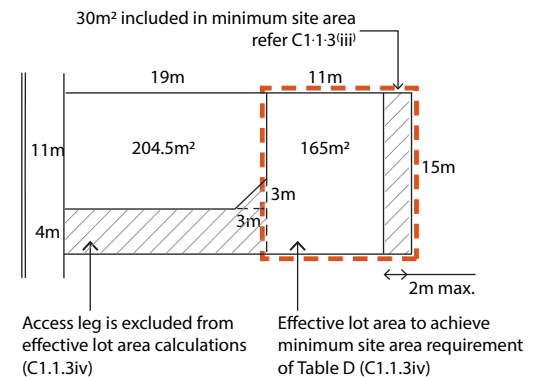 30m² included in minimum site area
refer C1·1·3(iii)
19m
11m
11m
204.5m²
165m²
15m
3m
3m
4m
2m max.
Access leg is excluded from
effective lot area calculations
(C1.1.3iv)
Effective lot area to achieve
minimum site area requirement
of Table D (C1.1.3iv)